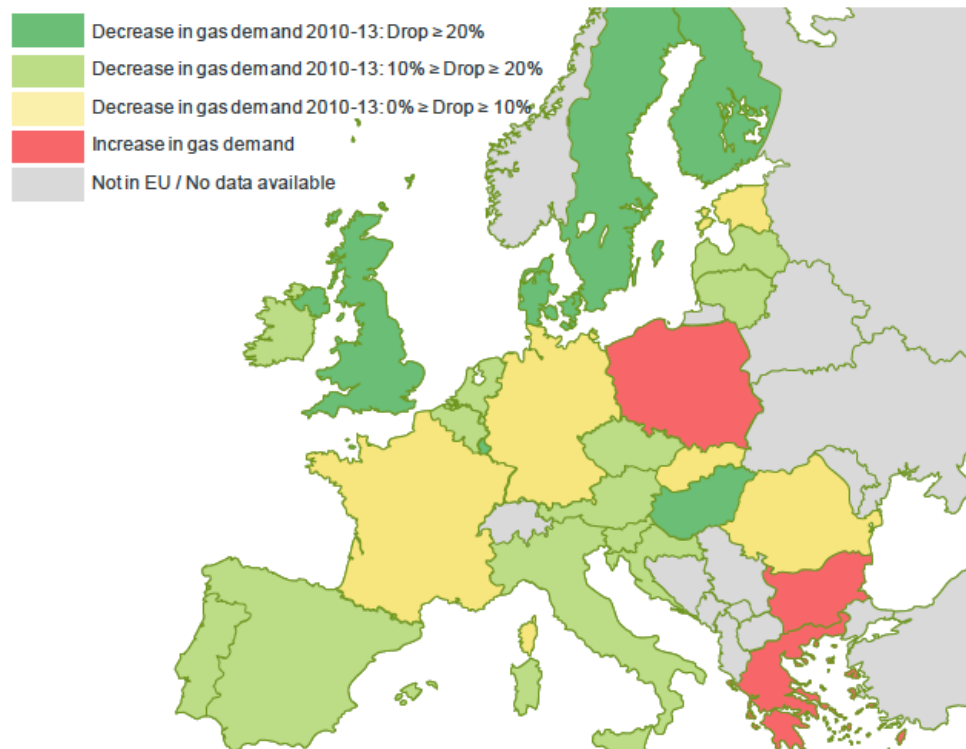 Decrease in gas demand 2010-13: Drop ≥ 20%
Decrease in gas demand 2010-13: 10% ≥ Drop ≥ 20%
Decrease in gas demand 2010-13: 0% ≥ Drop ≥ 10%
Increase in gas demand
Not in EU / No data available